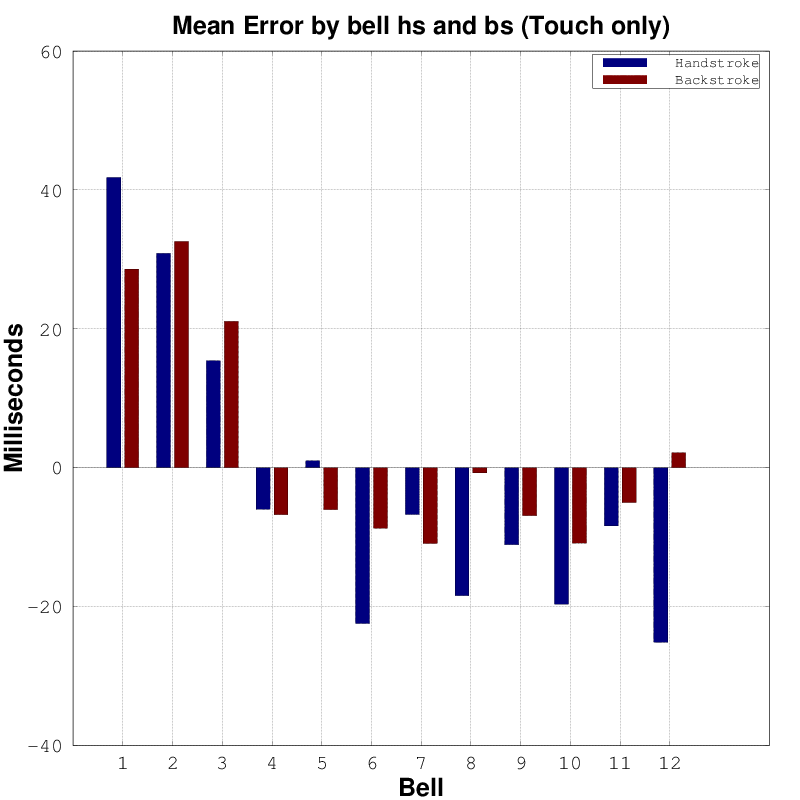 Mean Error by bell hs and bs (Touch only)
60
Handstroke
Backstroke
40
20
0
-20
-40
Milliseconds
1 2 3 4 5 6 7 8 9 10 11 12
Bell